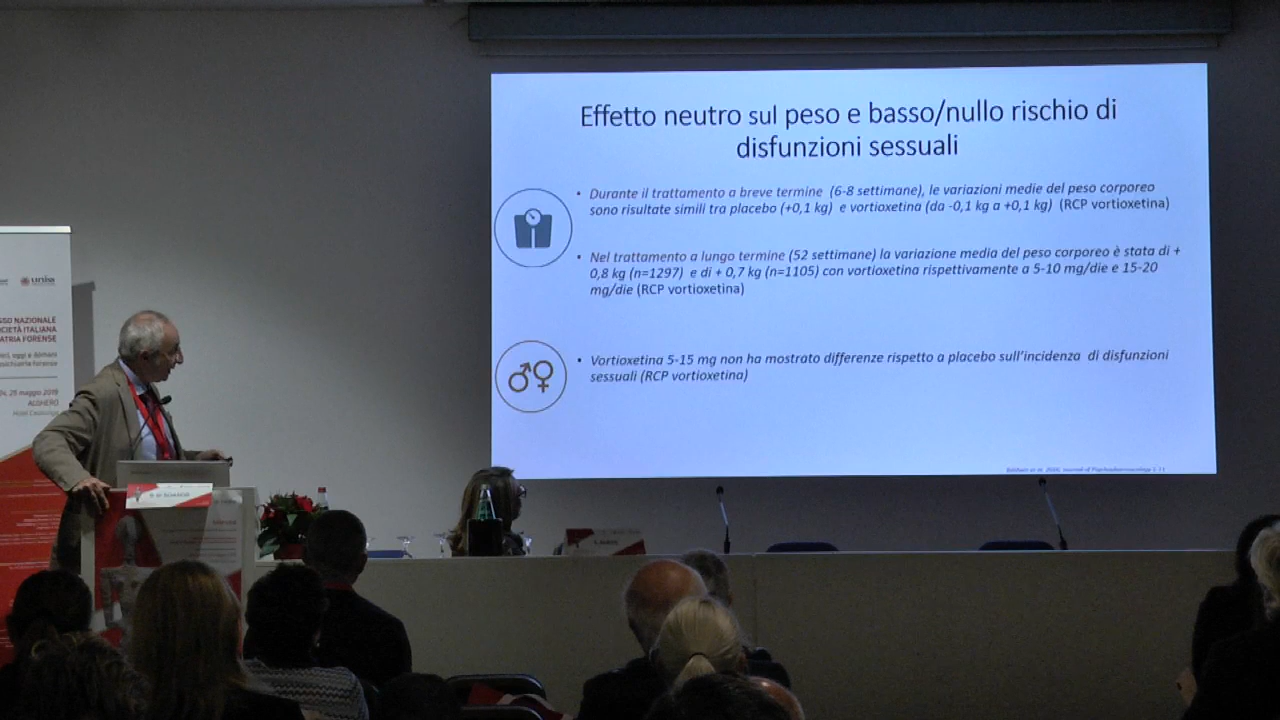 Effetto neutro sul peso e basso/nullo rischio di
disfunzioni sessuali
• Durante il trattamento a breve termine (6-8 settimane), le variazioni medie del peso corporeo
sono risultate simili tra placebo (+0,1 kg) e vortioxetina (da -0,1 kg a +0,1 kg) (RCP vortioxetina)
• Nel trattamento a lungo termine (52 settimane) la variazione media del peso corporeo è stata di +
0,8 kg (n=1297) e di + 0,7 kg (n=1105) con vortioxetina rispettivamente a 5-10 mg/die e 15-20
mg/die (RCP vortioxetina)
• Vortioxetina 5-15 mg non ha mostrato differenze rispetto a placebo sull'incidenza di disfunzioni
sessuali (RCP vortioxetina)
uniss
NAZIONALE
ITALIANA
FORENSE
oggi e domani
psichiatria forense
maggio
ALGHERO
Hotel